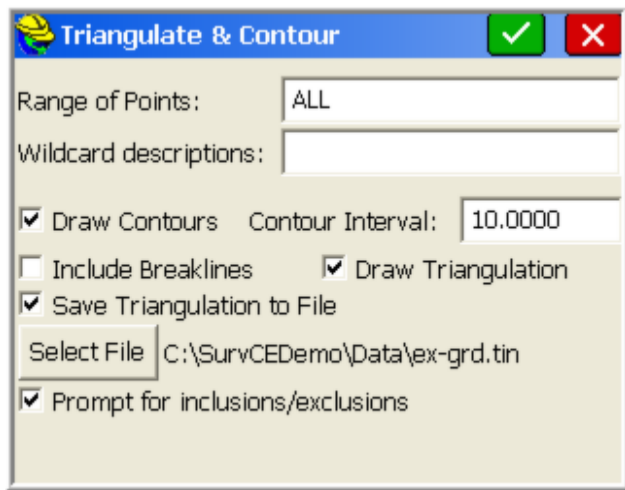 Triangulate & Contour
Range of Points: ALL
Wildcard descriptions:
Draw Contours Contour Interval: 10.0000
Include Breaklines Draw Triangulation
Save Triangulation to File
Select File C:\SurvCEDemo\Data\ex-grd.tin
Prompt for inclusions/exclusions